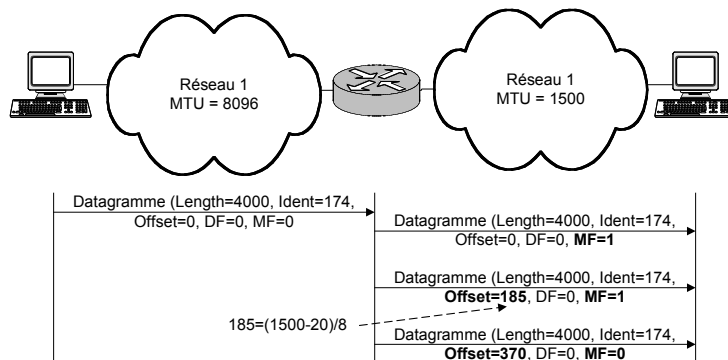 Réseau 1
MTU = 8096
Réseau 1
MTU = 1500
Datagramme (Length=4000, Ident=174,
Offset=0, DF=0, MF=0
Datagramme (Length=4000, Ident=174,
Offset=0, DF=0, MF=1
Datagramme (Length=4000, Ident=174,
Offset=185, DF=0, MF=1
185=(1500-20)/8
Datagramme (Length=4000, Ident=174,
Offset=370, DF=0, MF=0